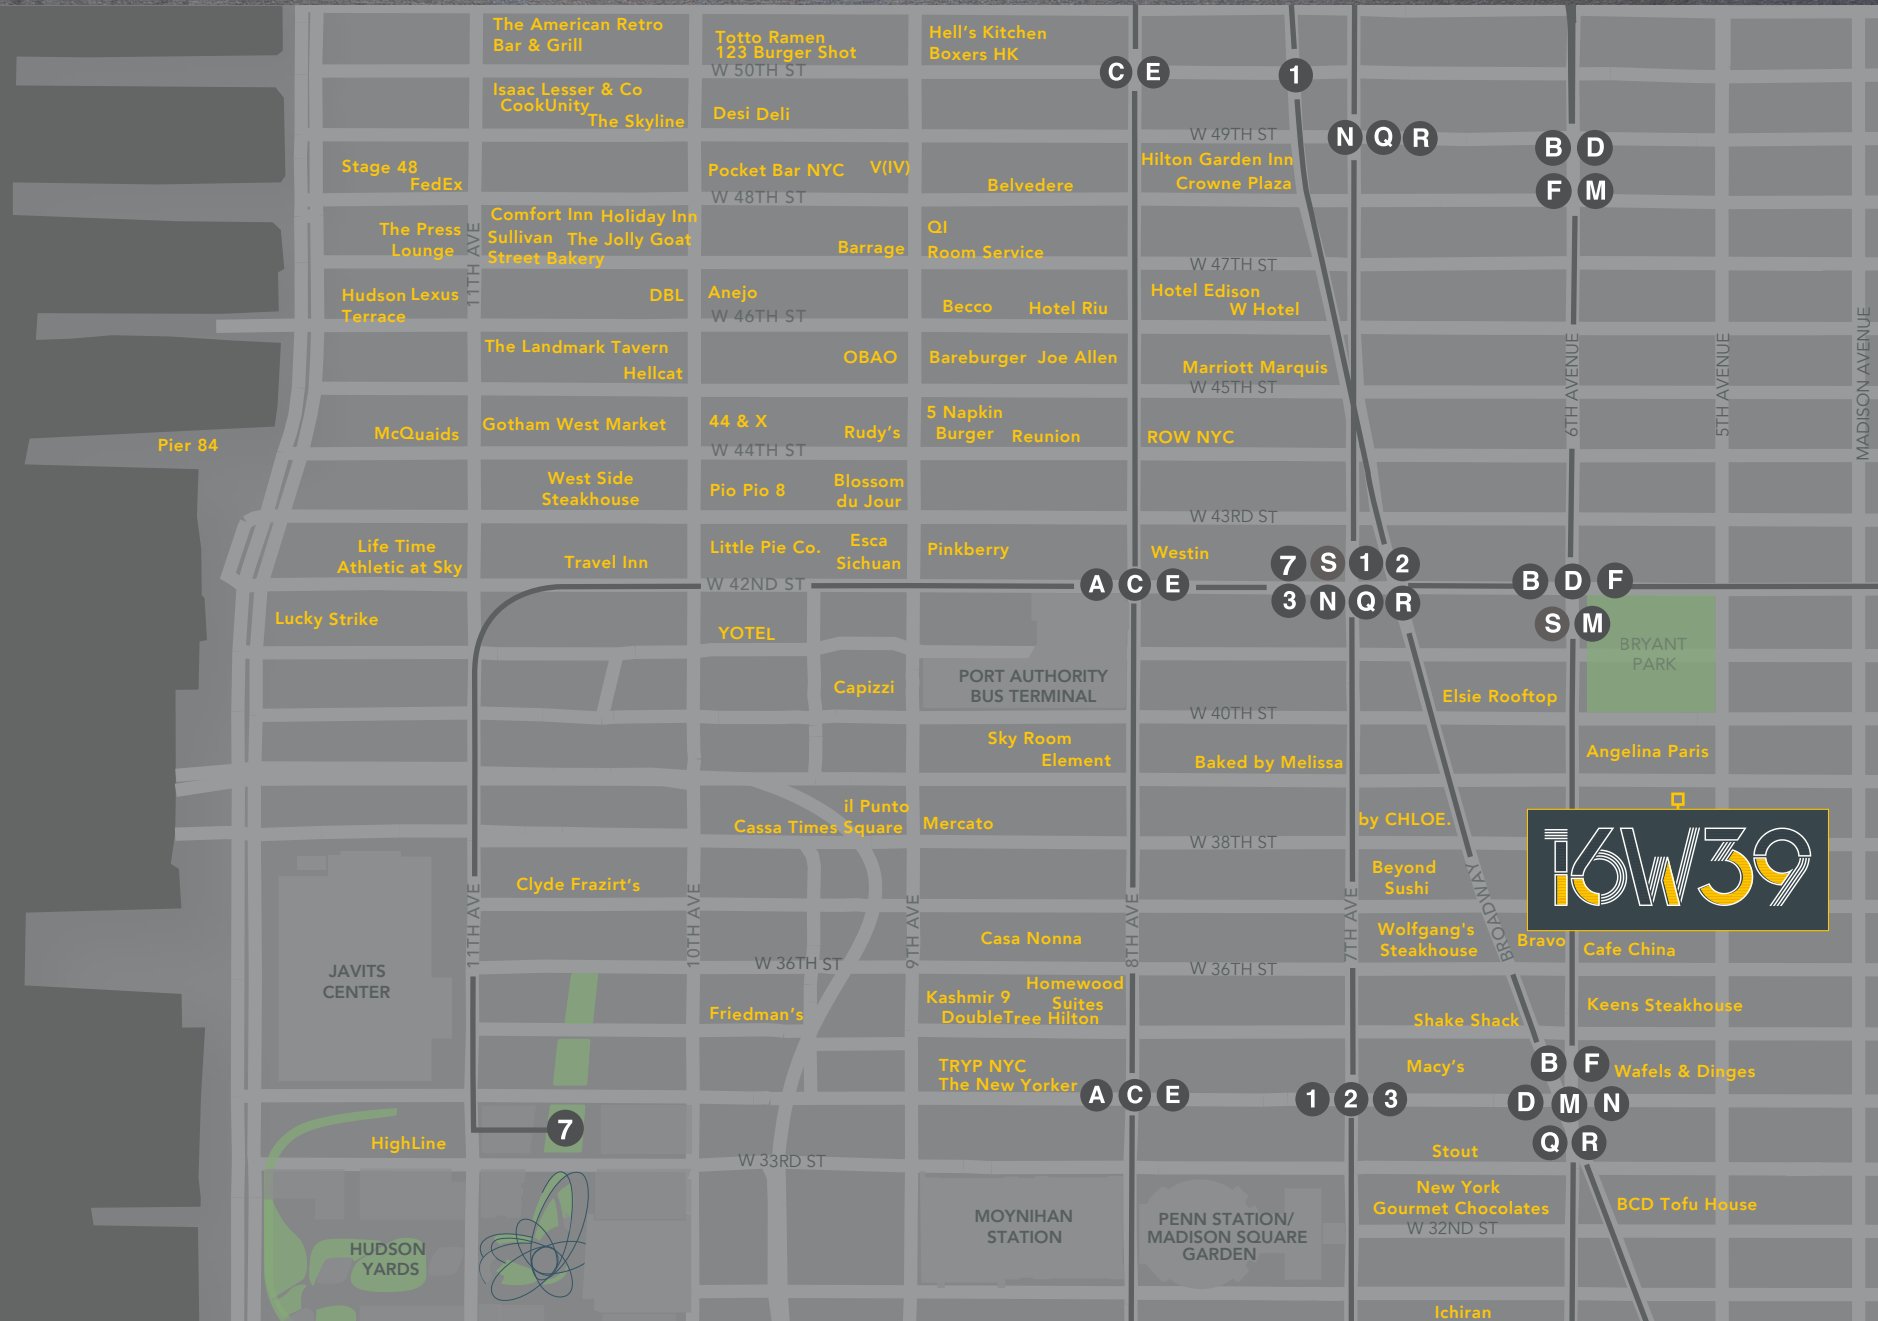 The American Retro
Bar & Grill
Totto Ramen
123 Burger Shot
Hell's Kitchen
Boxers HK
W 50TH ST
C E
1
Isaac Lesser & Co
CookUnity
The Skyline
Desi Deli
W 49TH ST
N Q R
B D
F M
Stage 48
FedEx
Pocket Bar NYC
V(IV)
Belvedere
Hilton Garden Inn
Crowne Plaza
W 48TH ST
The Press
Lounge
11TH AVE
Comfort Inn
Holiday Inn
Sullivan
Street Bakery
The Jolly Goat
Barrage
QI
Room Service
W 47TH ST
Hudson
Terrace
Lexus
DBL
Anejo
Becco
Hotel Riu
Hotel Edison
W Hotel
W 46TH ST
The Landmark Tavern
Hellcat
OBAO
Bareburger
Joe Allen
Marriott Marquis
W 45TH ST
6TH AVENUE
5TH AVENUE
MADISON AVENUE
Pier 84
McQuaids
Gotham West Market
44 & X
Rudy's
5 Napkin
Burger
Reunion
ROW NYC
W 44TH ST
West Side
Steakhouse
Pio Pio 8
Blossom
du Jour
W 43RD ST
Life Time
Athletic at Sky
Travel Inn
Little Pie Co.
Esca
Sichuan
Pinkberry
Westin
W 42ND ST
A C E
7 S 1 2
3 N Q R
B D F
S M
Lucky Strike
YOTEL
BRYANT
PARK
Capizzi
PORT AUTHORITY
BUS TERMINAL
Elsie Rooftop
W 40TH ST
Sky Room
Element
Baked by Melissa
Angelina Paris
il Punto
Cassa Times Square
Mercato
by CHLOE.
W 38TH ST
16W39
Clyde Frazirt's
Beyond
Sushi
BROADWAY
11TH AVE
10TH AVE
9TH AVE
8TH AVE
7TH AVE
Casa Nonna
Wolfgang's
Steakhouse
Bravo
Cafe China
W 36TH ST
W 36TH ST
JAVITS
CENTER
Friedman's
Kashmir 9
Homewood
Suites
DoubleTree Hilton
Shake Shack
Keens Steakhouse
TRYP NYC
The New Yorker
Macy's
Wafels & Dinges
A C E
1 2 3
B F
D M N
Q R
7
HighLine
W 33RD ST
Stout
New York
Gourmet Chocolates
BCD Tofu House
W 32ND ST
MOYNIHAN
STATION
PENN STATION/
MADISON SQUARE
GARDEN
HUDSON
YARDS
Ichiran